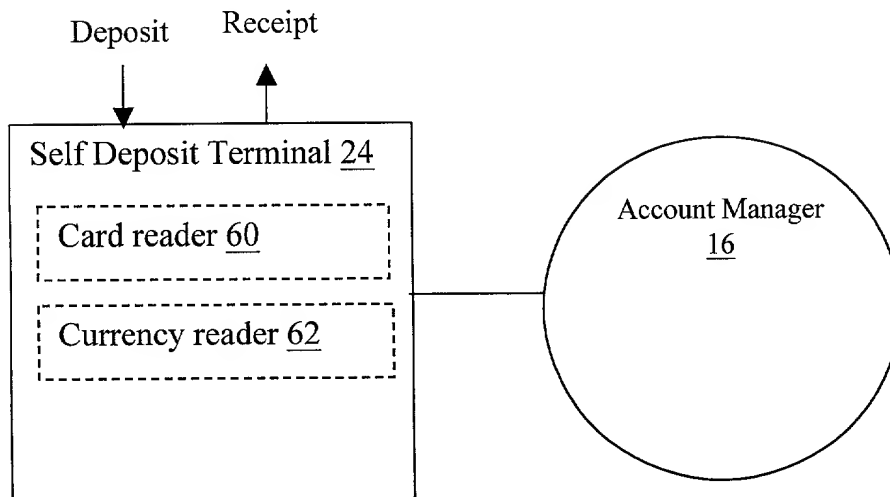 Deposit
Receipt
Self Deposit Terminal 24
Card reader 60
Currency reader 62
Account Manager
16